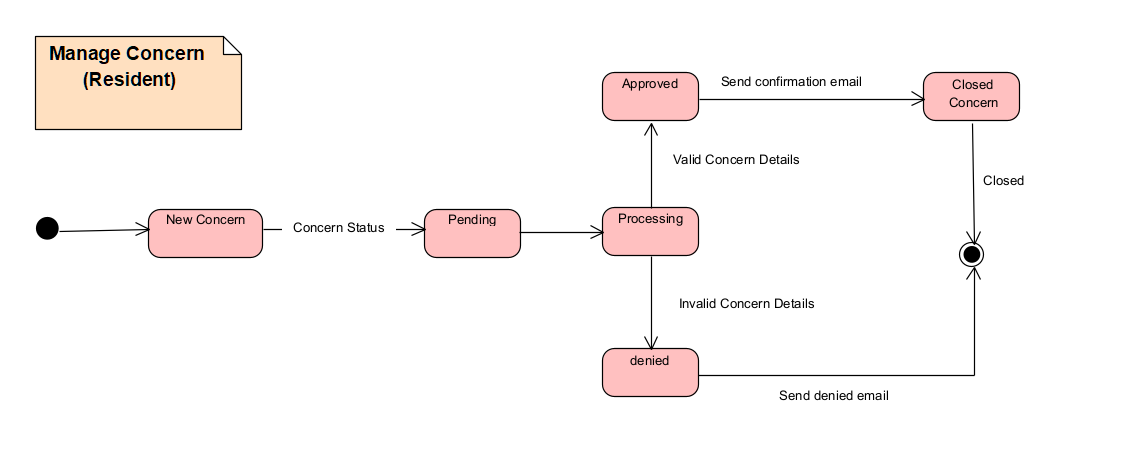 Manage Concern
(Resident)
Approved
Send confirmation email
Closed
Concern
Valid Concern Details
Closed
New Concern
Concern Status
Pending
Processing
Invalid Concern Details
denied
Send denied email